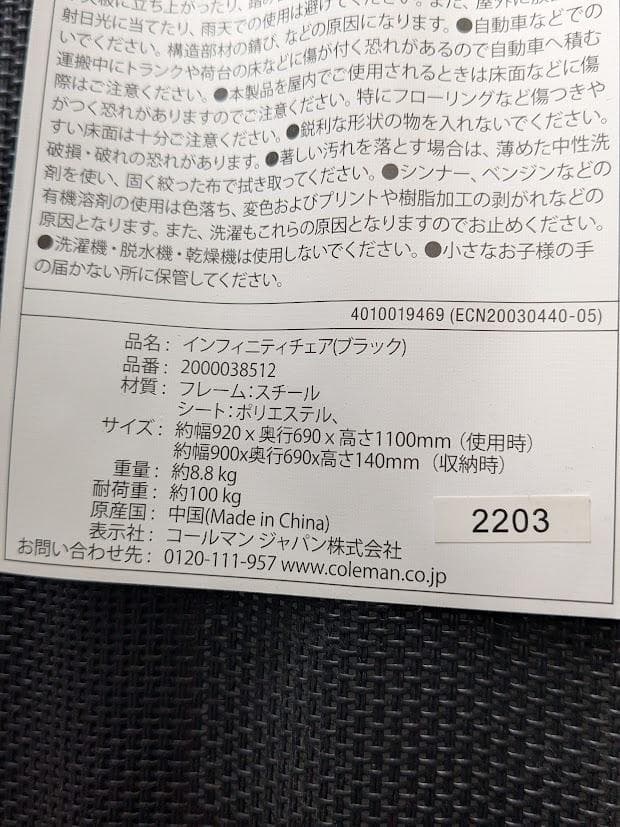 射日光に当てたり、雨天での使用は避けてください。また、屋外に放
いでください。構造部材の錆び、などの原因になります。●自動車などでの
運搬中にトランクや荷台の床などに傷が付く恐れがあるので自動車へ積む
際はご注意ください。●本製品を屋内でご使用されるときは床面などに傷
がつく恐れがありますのでご注意ください。特にフローリングなど傷つきや
すい床面は十分ご注意ください。●鋭利な形状の物を入れないでください。
破損・破れの恐れがあります。●著しい汚れを落とす場合は、薄めた中性洗
剤を使い、固く絞った布で拭き取ってください。●シンナー、ベンジンなどの
有機溶剤の使用は色落ち、変色およびプリントや樹脂加工の剥がれなどの
原因となります。また、洗濯もこれらの原因となりますのでお止めください。
●洗濯機・脱水機・乾燥機は使用しないでください。●小さなお子様の手
の届かない所に保管してください。
4010019469 (ECN20030440-05)
品名： インフィニティチェア(ブラック)
品番： 2000038512
材質： フレーム：スチール
シート：ポリエステル、
サイズ： 約幅920 x 奥行690 x 高さ1100mm（使用時）
約幅900x奥行690x高さ140mm（収納時）
重量： 約8.8 kg
耐荷重： 約100 kg
原産国： 中国(Made in China)
表示社： コールマン ジャパン株式会社
お問い合わせ先： 0120-111-957 www.coleman.co.jp
2203